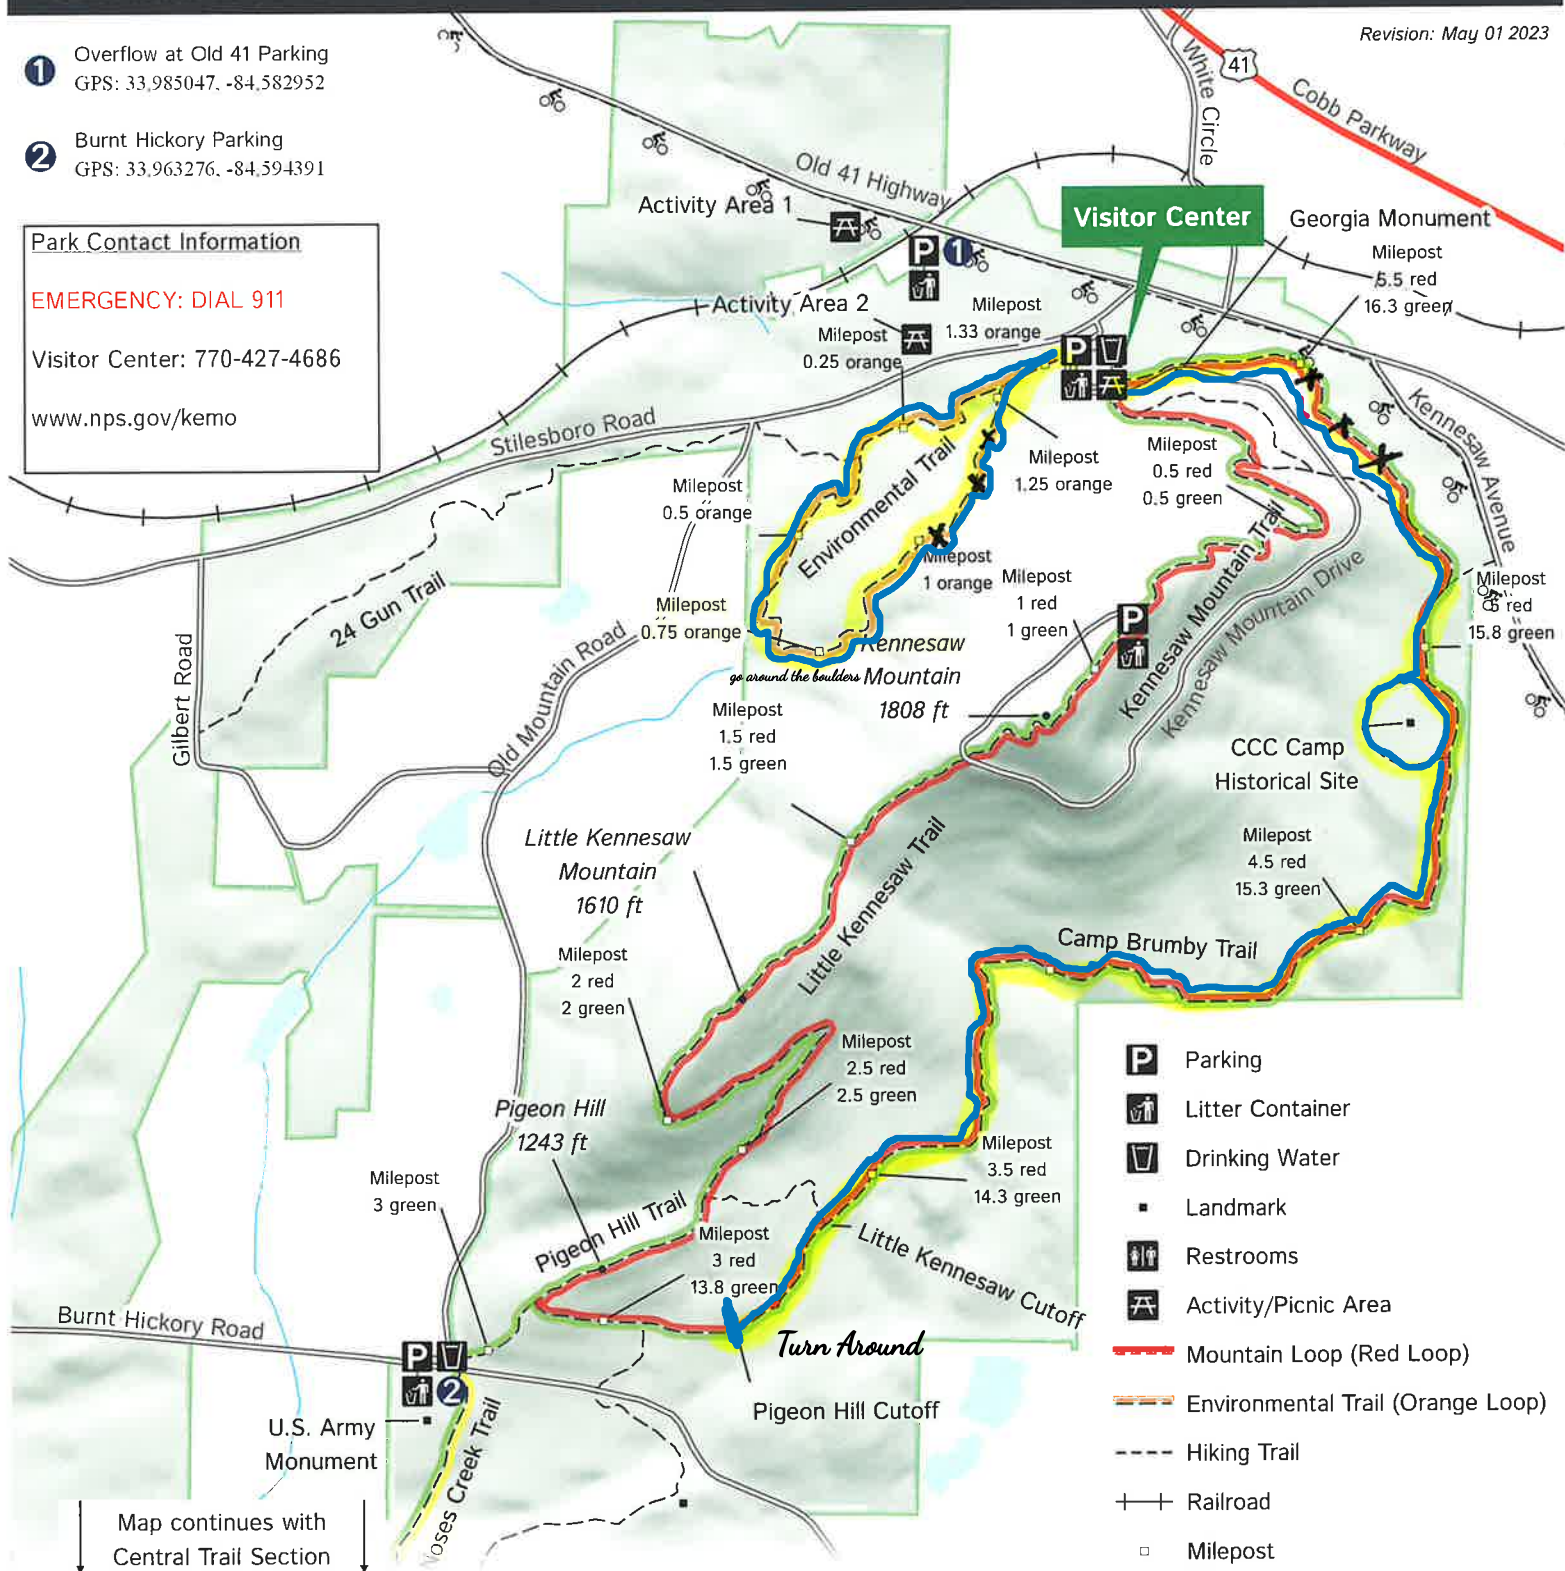 Revision: May 01 2023
1 Overflow at Old 41 Parking
GPS: 33.985047, -84.582952
2 Burnt Hickory Parking
GPS: 33.963276, -84.594391
Park Contact Information
EMERGENCY: DIAL 911
Visitor Center: 770-427-4686
www.nps.gov/kemo
41
Cobb Parkway
White Circle
Old 41 Highway
Activity Area 1
P 1
Visitor Center
Georgia Monument
Milepost
5.5 red
16.3 green
Activity Area 2
Milepost
1.33 orange
Milepost
0.25 orange
P
Kennesaw Avenue
Stilesboro Road
Milepost
0.5 orange
Environmental Trail
Milepost
1.25 orange
Milepost
0.5 red
0.5 green
Milepost
1 orange
Milepost
1 red
1 green
P
Kennesaw Mountain Trail
Kennesaw Mountain Drive
Milepost
6 red
15.8 green
24 Gun Trail
Milepost
0.75 orange
Gilbert Road
Old Mountain Road
go around the boulders
Kennesaw
Mountain
1808 ft
Milepost
1.5 red
1.5 green
CCC Camp
Historical Site
Little Kennesaw
Mountain
1610 ft
Little Kennesaw Trail
Milepost
4.5 red
15.3 green
Milepost
2 red
2 green
Camp Brumby Trail
Milepost
2.5 red
2.5 green
Pigeon Hill
1243 ft
Milepost
3.5 red
14.3 green
Milepost
3 green
Pigeon Hill Trail
Milepost
3 red
13.8 green
Little Kennesaw Cutoff
Burnt Hickory Road
Turn Around
Pigeon Hill Cutoff
P
2
U.S. Army
Monument
Noses Creek Trail
Map continues with
Central Trail Section
P Parking
Litter Container
Drinking Water
Landmark
Restrooms
Activity/Picnic Area
Mountain Loop (Red Loop)
Environmental Trail (Orange Loop)
Hiking Trail
Railroad
Milepost